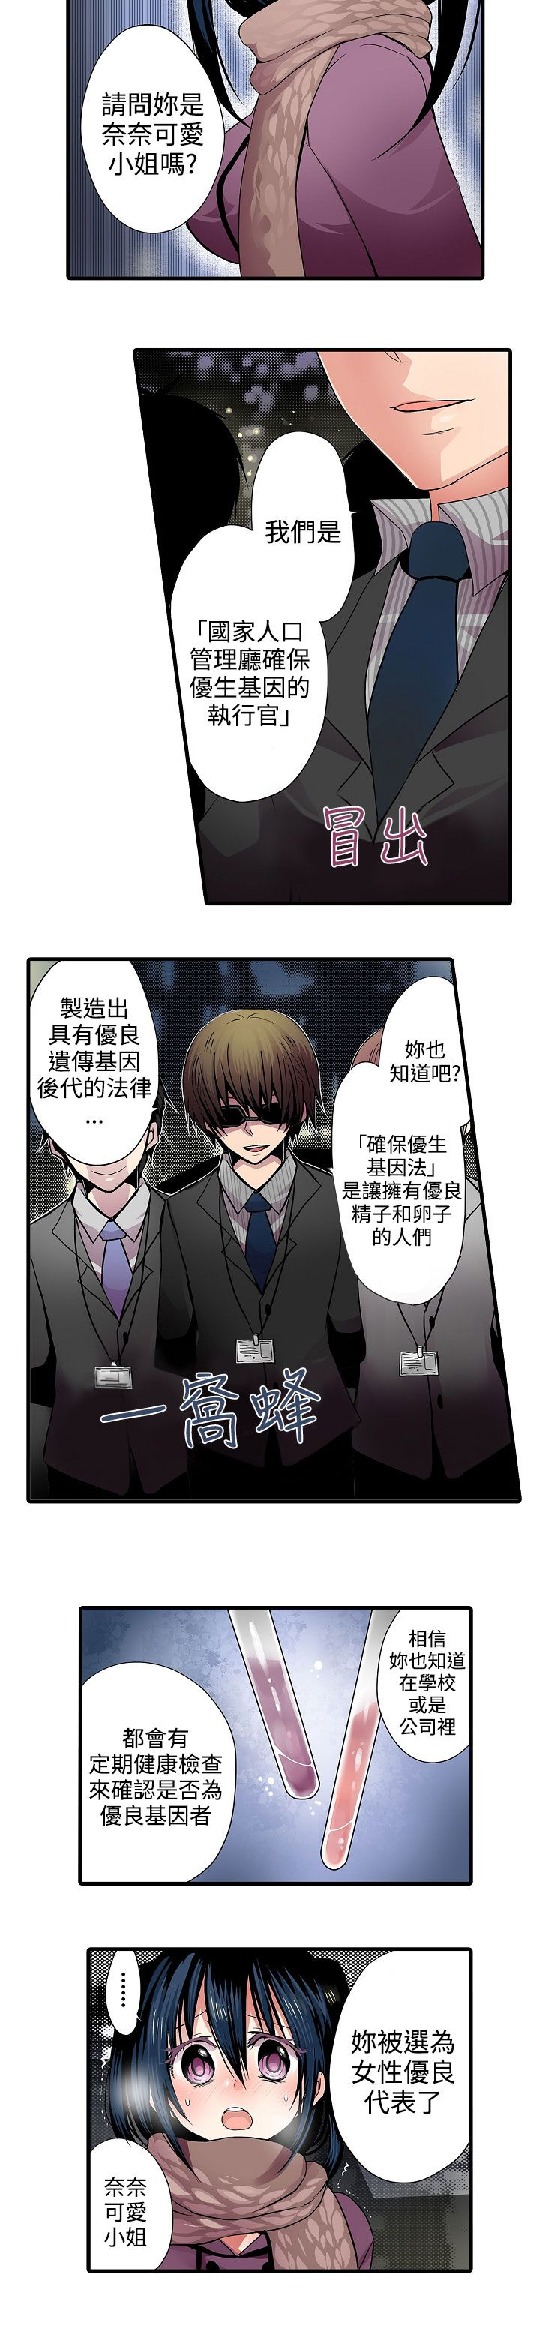 請問妳是
奈奈可愛
小姐嗎?
我們是
「國家人口
管理廳確保
優生基因的
執行官」
冒出
妳也
知道吧?
「確保優生
基因法」
是讓擁有優良
精子和卵子
的人們
製造出
具有優良
遺傳基因
後代的法律
…
一窩蜂
相信
妳也知道
在學校
或是
公司裡
都會有
定期健康檢查
來確認是否為
優良基因者
妳被選為
女性優良
代表了
……
奈奈
可愛
小姐